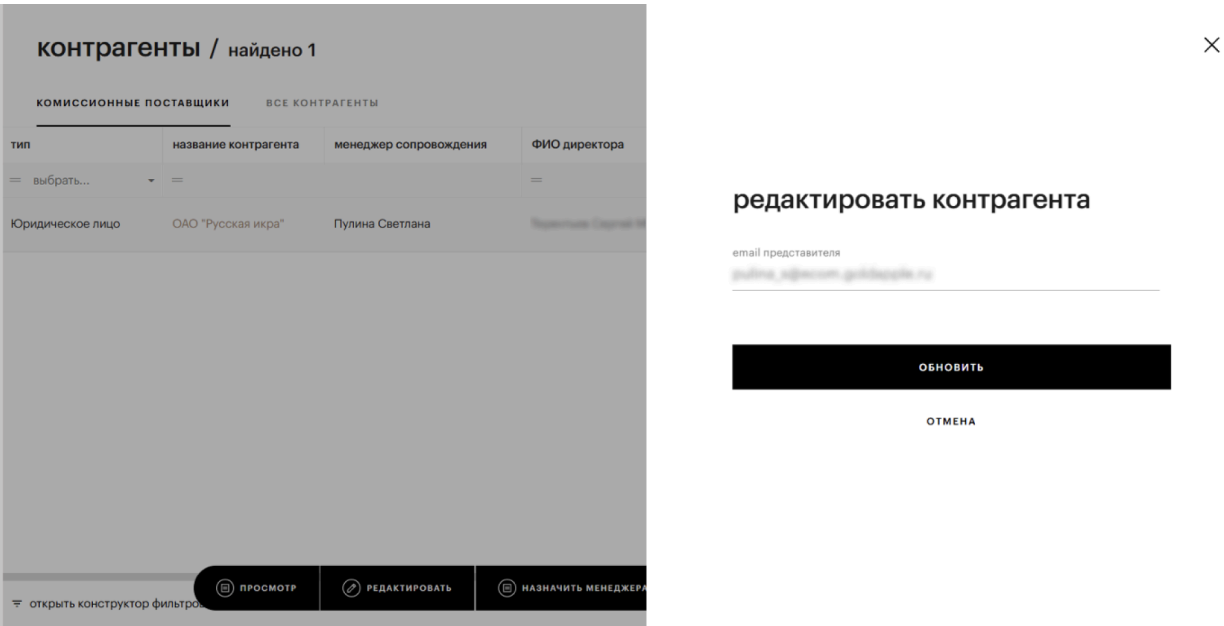 контрагенты / найдено 1
КОМИССИОННЫЕ ПОСТАВЩИКИ ВСЕ КОНТРАГЕНТЫ
тип название контрагента менеджер сопровождения ФИО директора
= выбрать... = =
Юридическое лицо ОАО "Русская икра" Пулина Светлана
ПРОСМОТР РЕДАКТИРОВАТЬ НАЗНАЧИТЬ МЕНЕДЖЕРА
открыть конструктор
редактировать контрагента
email представителя
ОБНОВИТЬ
ОТМЕНА